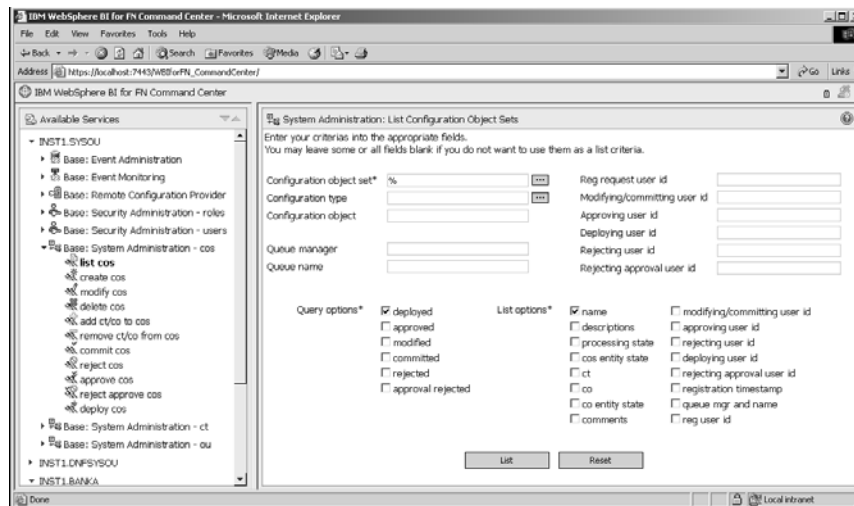 IBM WebSphere BI for FN Command Center - Microsoft Internet Explorer
File Edit View Favorites Tools Help
Back Search Favorites Media
Address https://localhost:7443/WBIforFN_CommandCenter/ Go Links
IBM WebSphere BI for FN Command Center
Available Services
INST1.SYSOU
Base: Event Administration
Base: Event Monitoring
Base: Remote Configuration Provider
Base: Security Administration - roles
Base: Security Administration - users
Base: System Administration - cos
list cos
create cos
modify cos
delete cos
add ct/co to cos
remove ct/co from cos
commit cos
reject cos
approve cos
reject approve cos
deploy cos
Base: System Administration - ct
Base: System Administration - ou
INST1.DNFSYSOU
INST1.BANKA
System Administration: List Configuration Object Sets
Enter your criterias into the appropriate fields.
You may leave some or all fields blank if you do not want to use them as a list criteria.
Configuration object set* % ...
Configuration type ...
Configuration object
Queue manager
Queue name
Reg request user id
Modifying/committing user id
Approving user id
Deploying user id
Rejecting user id
Rejecting approval user id
Query options*
deployed
approved
modified
committed
rejected
approval rejected
List options*
name
descriptions
processing state
cos entity state
ct
co
co entity state
comments
modifying/committing user id
approving user id
rejecting user id
deploying user id
rejecting approval user id
registration timestamp
queue mgr and name
reg user id
List Reset
Done Local intranet